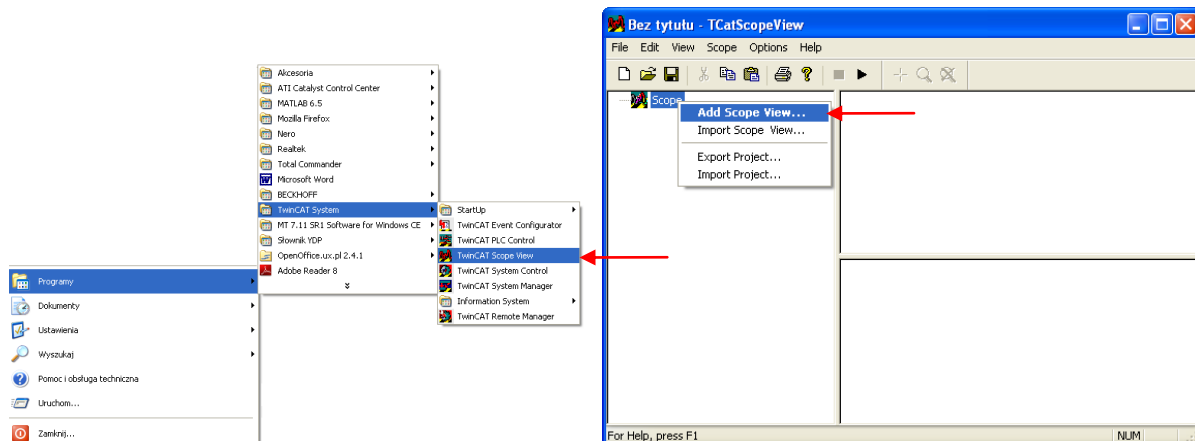 Akcesoria
ATI Catalyst Control Center
MATLAB 6.5
Mozilla Firefox
Nero
Realtek
Total Commander
Microsoft Word
BECKHOFF
TwinCAT System
MT 7.11 SR1 Software for Windows CE
Słownik YDP
OpenOffice.ux.pl 2.4.1
Adobe Reader 8
StartUp
TwinCAT Event Configurator
TwinCAT PLC Control
TwinCAT Scope View
TwinCAT System Control
TwinCAT System Manager
Information System
TwinCAT Remote Manager
Programy
Dokumenty
Ustawienia
Wyszukaj
Pomoc i obsługa techniczna
Uruchom...
Zamknij...
Bez tytułu - TCatScopeView
File Edit View Scope Options Help
Scope
Add Scope View...
Import Scope View...
Export Project...
Import Project...
For Help, press F1
NUM